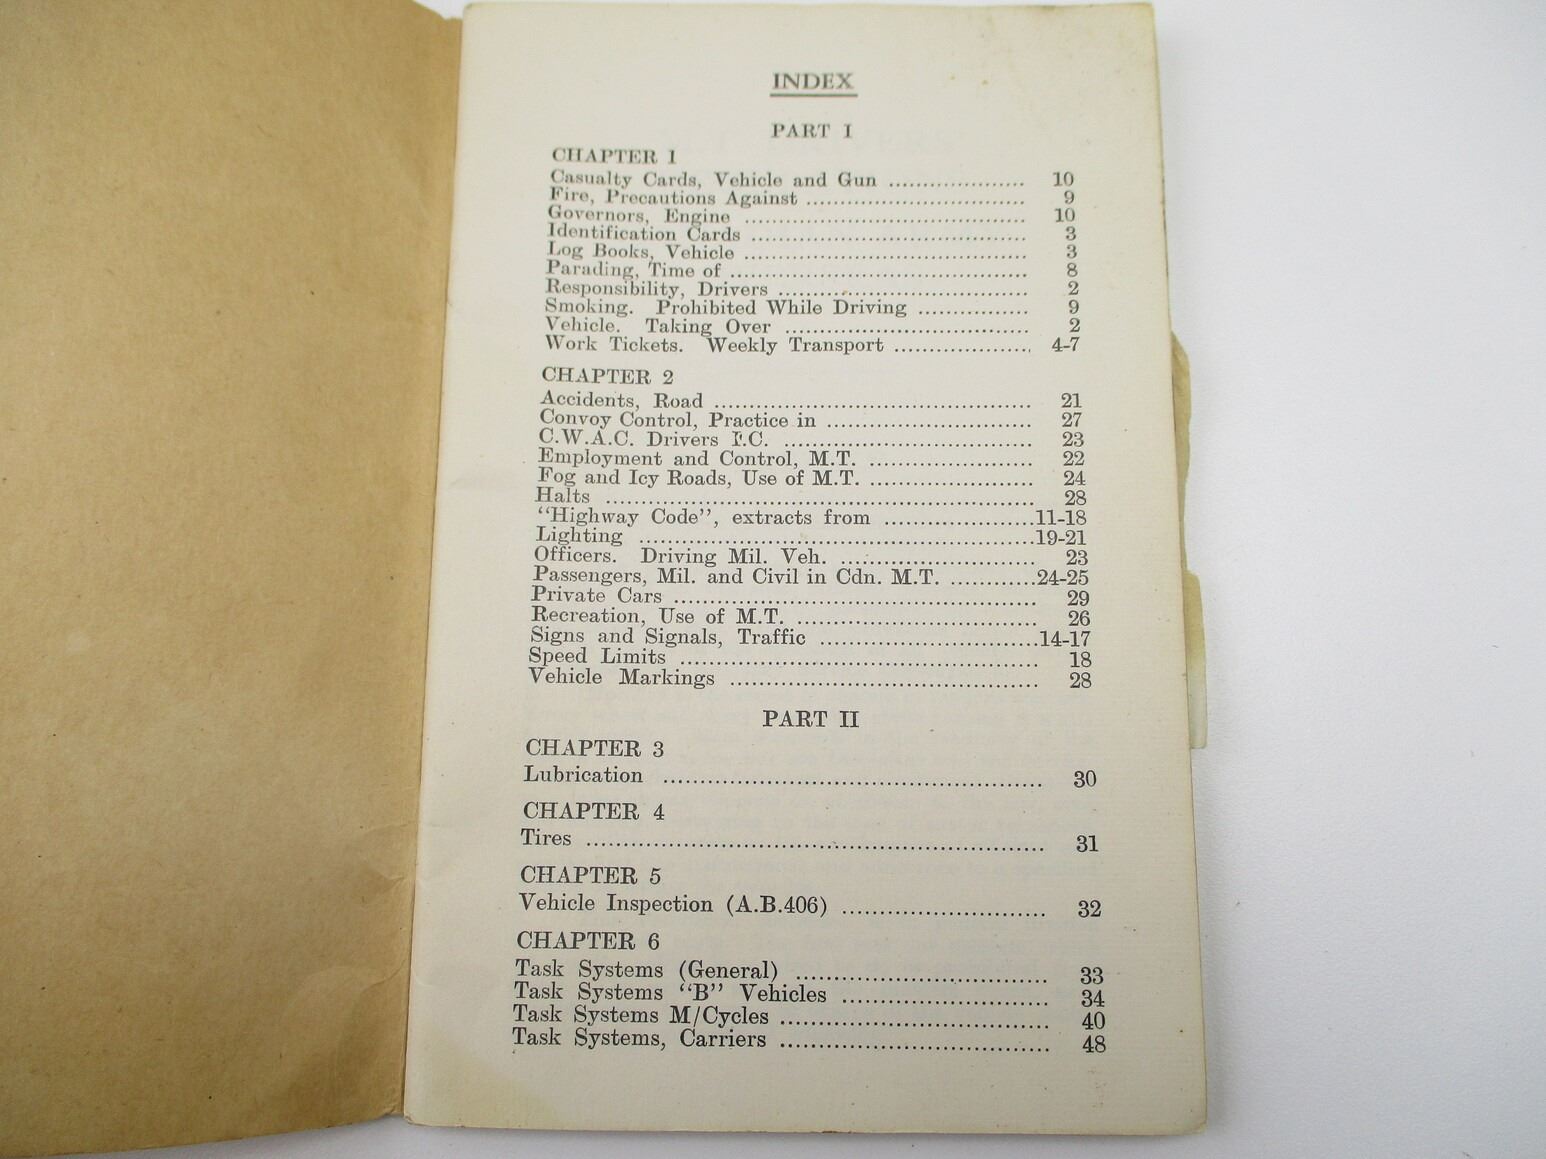 INDEX
PART I
CHAPTER 1
Casualty Cards, Vehicle and Gun .................... 10
Fire, Precautions Against ................................ 9
Governors, Engine .......................................... 10
Identification Cards ......................................... 3
Log Books, Vehicle .......................................... 3
Parading, Time of ............................................ 8
Responsibility, Drivers ..................................... 2
Smoking. Prohibited While Driving ................ 9
Vehicle. Taking Over .................................... 2
Work Tickets. Weekly Transport .................... 4-7
CHAPTER 2
Accidents, Road ............................................... 21
Convoy Control, Practice in .............................. 27
C.W.A.C. Drivers I.C. ..................................... 23
Employment and Control, M.T. ........................ 22
Fog and Icy Roads, Use of M.T. ........................ 24
Halts ................................................................ 28
“Highway Code”, extracts from ......................11-18
Lighting ...........................................................19-21
Officers. Driving Mil. Veh. ............................. 23
Passengers, Mil. and Civil in Cdn. M.T. ............24-25
Private Cars ...................................................... 29
Recreation, Use of M.T. ................................... 26
Signs and Signals, Traffic ................................14-17
Speed Limits ..................................................... 18
Vehicle Markings ............................................. 28
PART II
CHAPTER 3
Lubrication ...................................................... 30
CHAPTER 4
Tires ................................................................. 31
CHAPTER 5
Vehicle Inspection (A.B.406) ........................... 32
CHAPTER 6
Task Systems (General) .................................. 33
Task Systems “B” Vehicles ........................... 34
Task Systems M/Cycles ................................... 40
Task Systems, Carriers ................................... 48